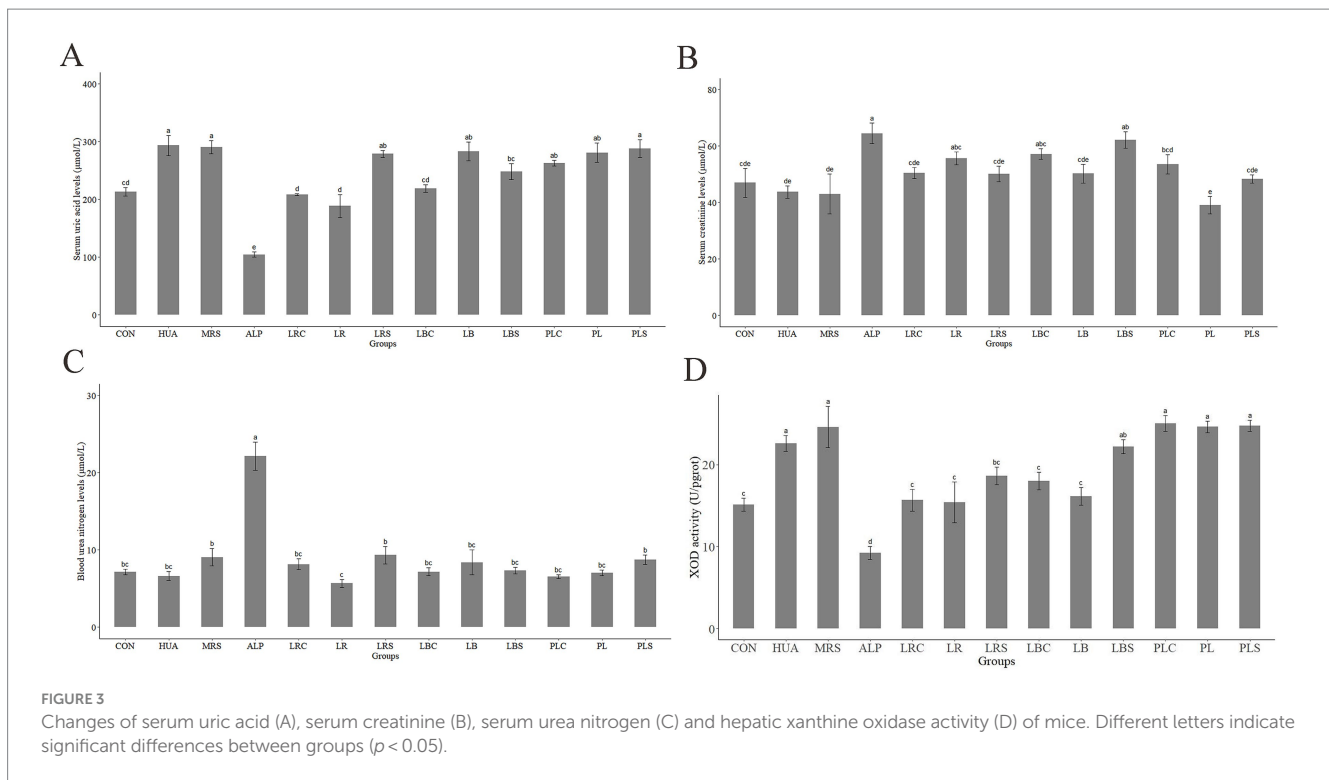 A
Serum uric acid levels (μmol/L)
400
300
200
100
0
cd
a
a
e
d
d
ab
cd
ab
bc
ab
ab
a
CON HUA MRS ALP LRC LR LRS LBC LB LBS PLC PL PLS
Groups
B
Serum creatinine levels (μmol/L)
80
60
40
20
0
cde
de
de
a
cde
abc
cde
abc
cde
ab
bcd
e
cde
CON HUA MRS ALP LRC LR LRS LBC LB LBS PLC PL PLS
Groups
C
Blood urea nitrogen levels (μmol/L)
30
20
10
0
bc
bc
b
a
bc
c
b
bc
bc
bc
bc
bc
b
CON HUA MRS ALP LRC LR LRS LBC LB LBS PLC PL PLS
Groups
D
XOD activity (U/pgrot)
20
10
0
c
a
a
d
c
c
bc
c
c
ab
a
a
a
CON HUA MRS ALP LRC LR LRS LBC LB LBS PLC PL PLS
Groups
FIGURE 3
Changes of serum uric acid (A), serum creatinine (B), serum urea nitrogen (C) and hepatic xanthine oxidase activity (D) of mice. Different letters indicate
significant differences between groups (p < 0.05).